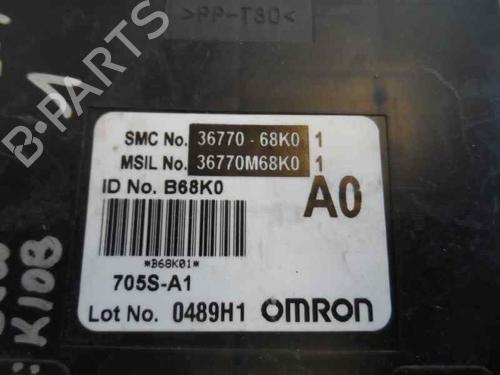 >PP-T30<
SMC No. 36770-68K0 1
MSIL No. 36770M68K0 1
ID No. B68K0
A0
*B68K01*
705S-A1
Lot No. 0489H1 OMRON
K10B
B-PARTS